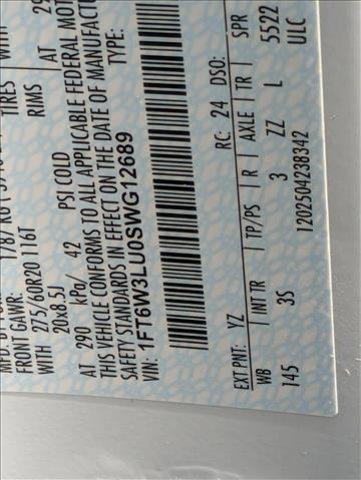 FRONT GAWR:
WITH 275/60R20 116T TIRES
20x8.5J RIMS
AT 290 kPa/ 42 PSI COLD AT 29
THIS VEHICLE CONFORMS TO ALL APPLICABLE FEDERAL MOT
SAFETY STANDARDS IN EFFECT ON THE DATE OF MANUFACT
VIN: 1FT6W3LU0SWG12689 TYPE:
EXT PNT: YZ RC: 24 DSO:
WB INT TR TP/PS R AXLE TR SPR
145 3S 3 ZZ L 5522
1202504238342 ULC